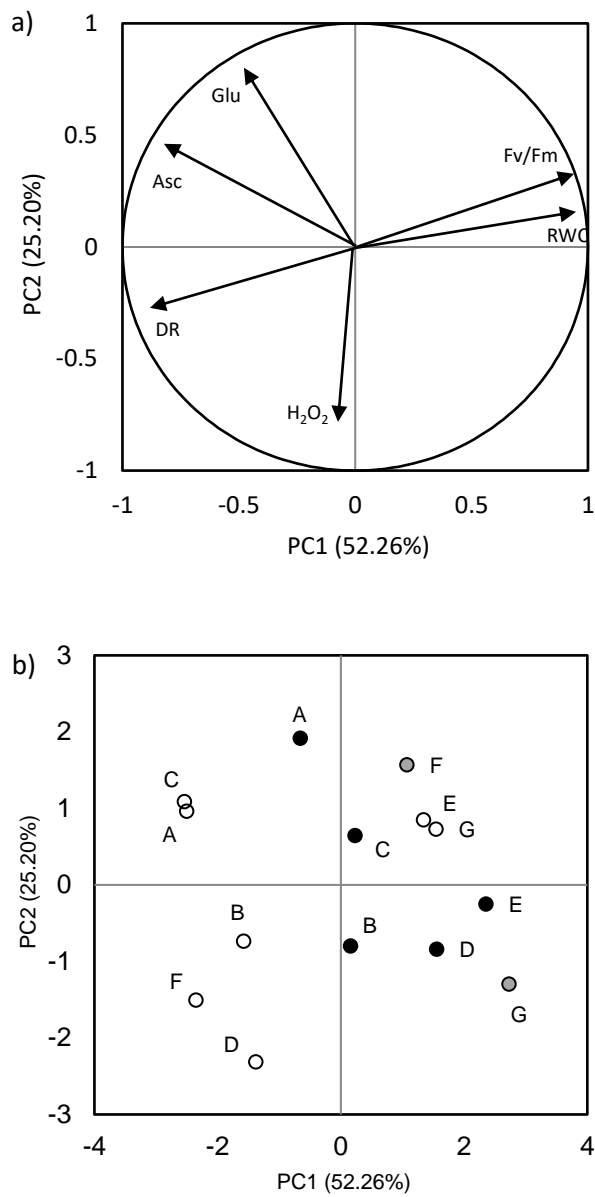 a)
1
0.5
0
-0.5
-1
PC2 (25.20%)
Glu
Asc
Fv/Fm
RWC
DR
H₂O₂
-1 -0.5 0 0.5 1
PC1 (52.26%)
b)
3
2
1
0
-1
-2
-3
PC2 (25.20%)
A
F
C
E
A
G
C
B
B
E
D
F
G
D
-4 -2 0 2 4
PC1 (52.26%)